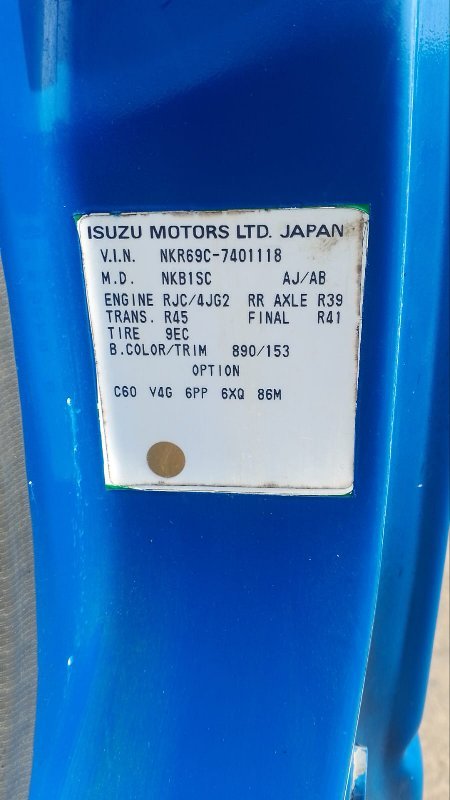 ISUZU MOTORS LTD. JAPAN
V.I.N. NKR69C-7401118
M.D. NKB1SC AJ/AB
ENGINE RJC/4JG2 RR AXLE R39
TRANS. R45 FINAL R41
TIRE 9EC
B.COLOR/TRIM 890/153
OPTION
C60 V4G 6PP 6XQ 86M